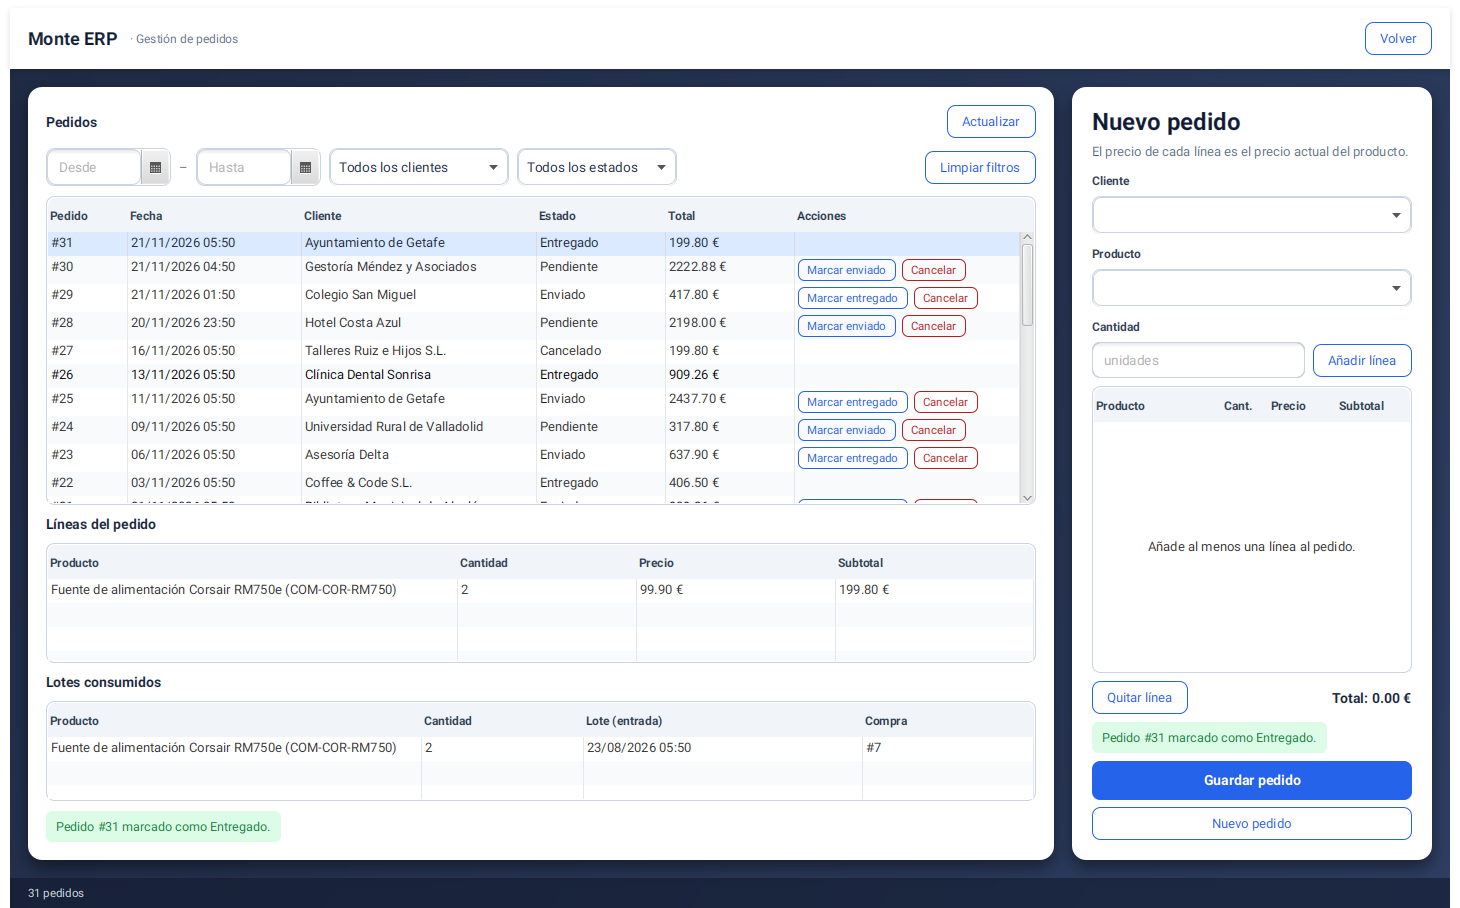 Monte ERP · Gestión de pedidos Volver
Pedidos Actualizar
Desde – Hasta Todos los clientes Todos los estados Limpiar filtros
Pedido Fecha Cliente Estado Total Acciones
#31 21/11/2026 05:50 Ayuntamiento de Getafe Entregado 199.80 €
#30 21/11/2026 04:50 Gestoría Méndez y Asociados Pendiente 2222.88 € Marcar enviado Cancelar
#29 21/11/2026 01:50 Colegio San Miguel Enviado 417.80 € Marcar entregado Cancelar
#28 20/11/2026 23:50 Hotel Costa Azul Pendiente 2198.00 € Marcar enviado Cancelar
#27 16/11/2026 05:50 Talleres Ruiz e Hijos S.L. Cancelado 199.80 €
#26 13/11/2026 05:50 Clínica Dental Sonrisa Entregado 909.26 €
#25 11/11/2026 05:50 Ayuntamiento de Getafe Enviado 2437.70 € Marcar entregado Cancelar
#24 09/11/2026 05:50 Universidad Rural de Valladolid Pendiente 317.80 € Marcar enviado Cancelar
#23 06/11/2026 05:50 Asesoría Delta Enviado 637.90 € Marcar entregado Cancelar
#22 03/11/2026 05:50 Coffee & Code S.L. Entregado 406.50 €
Líneas del pedido
Producto Cantidad Precio Subtotal
Fuente de alimentación Corsair RM750e (COM-COR-RM750) 2 99.90 € 199.80 €
Lotes consumidos
Producto Cantidad Lote (entrada) Compra
Fuente de alimentación Corsair RM750e (COM-COR-RM750) 2 23/08/2026 05:50 #7
Pedido #31 marcado como Entregado.
Nuevo pedido
El precio de cada línea es el precio actual del producto.
Cliente
Producto
Cantidad
unidades Añadir línea
Producto Cant. Precio Subtotal
Añade al menos una línea al pedido.
Quitar línea Total: 0.00 €
Pedido #31 marcado como Entregado.
Guardar pedido
Nuevo pedido
31 pedidos